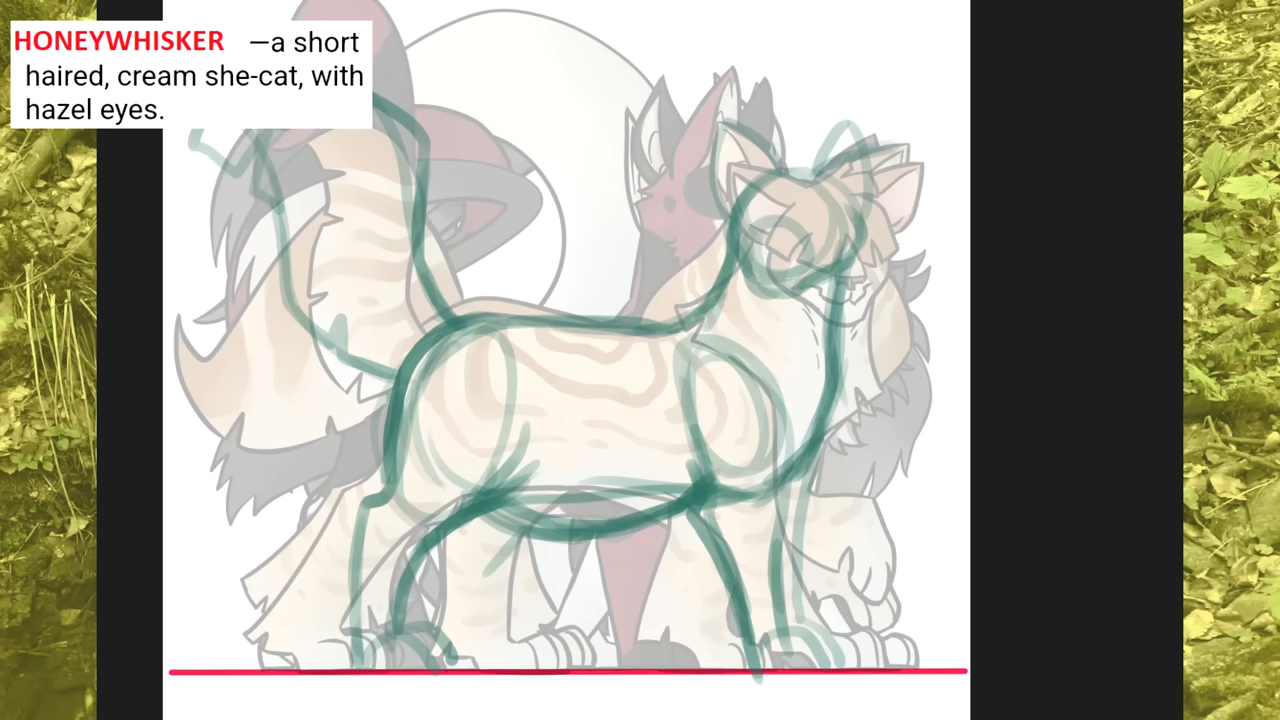 HONEYWHISKER —a short
haired, cream she-cat, with
hazel eyes.